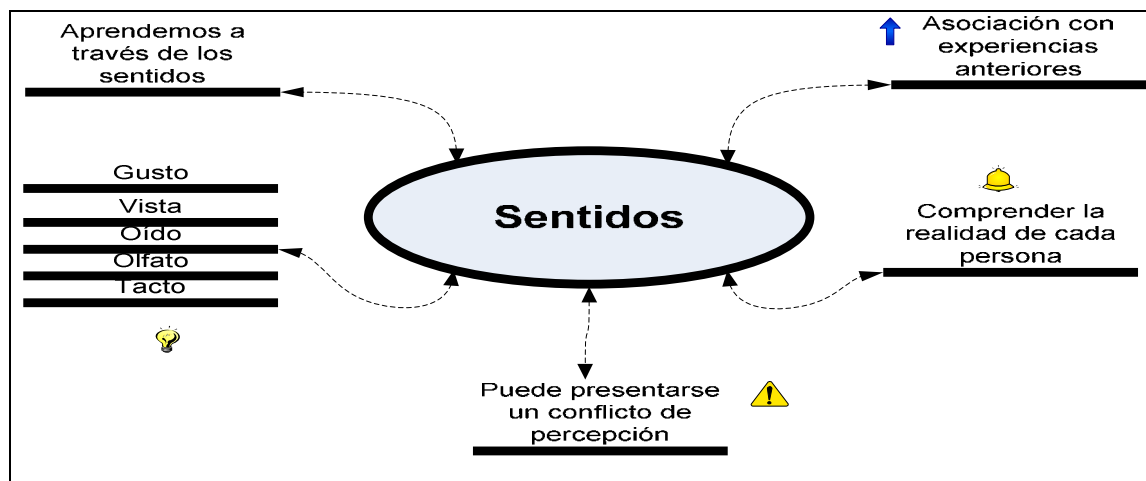 Aprendemos a
través de los
sentidos
Asociación con
experiencias
anteriores
Gusto
Vista
Oído
Olfato
Tacto
Sentidos
Comprender la
realidad de cada
persona
Puede presentarse
un conflicto de
percepción